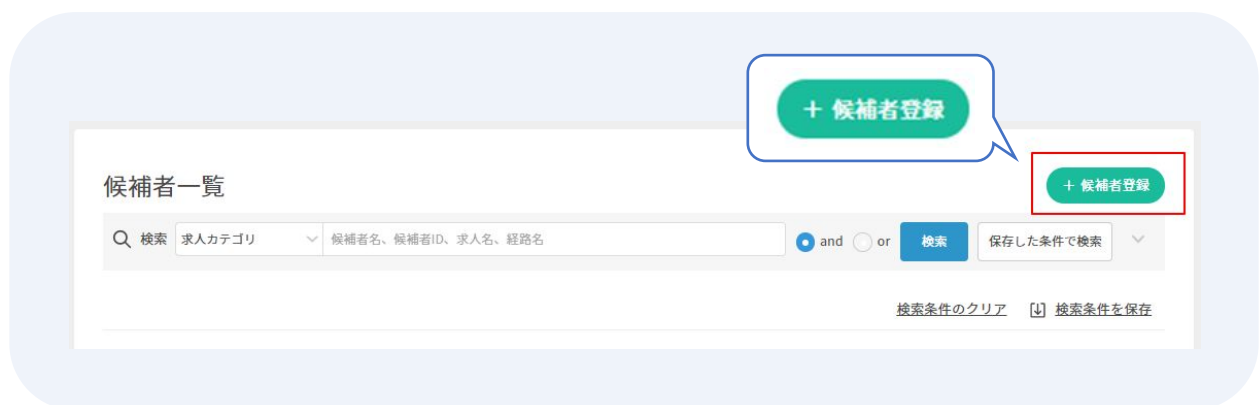 + 候補者登録
候補者一覧
+ 候補者登録
検索 求人カテゴリ 候補者名、候補者ID、求人名、経路名 and or 検索 保存した条件で検索
検索条件のクリア 検索条件を保存